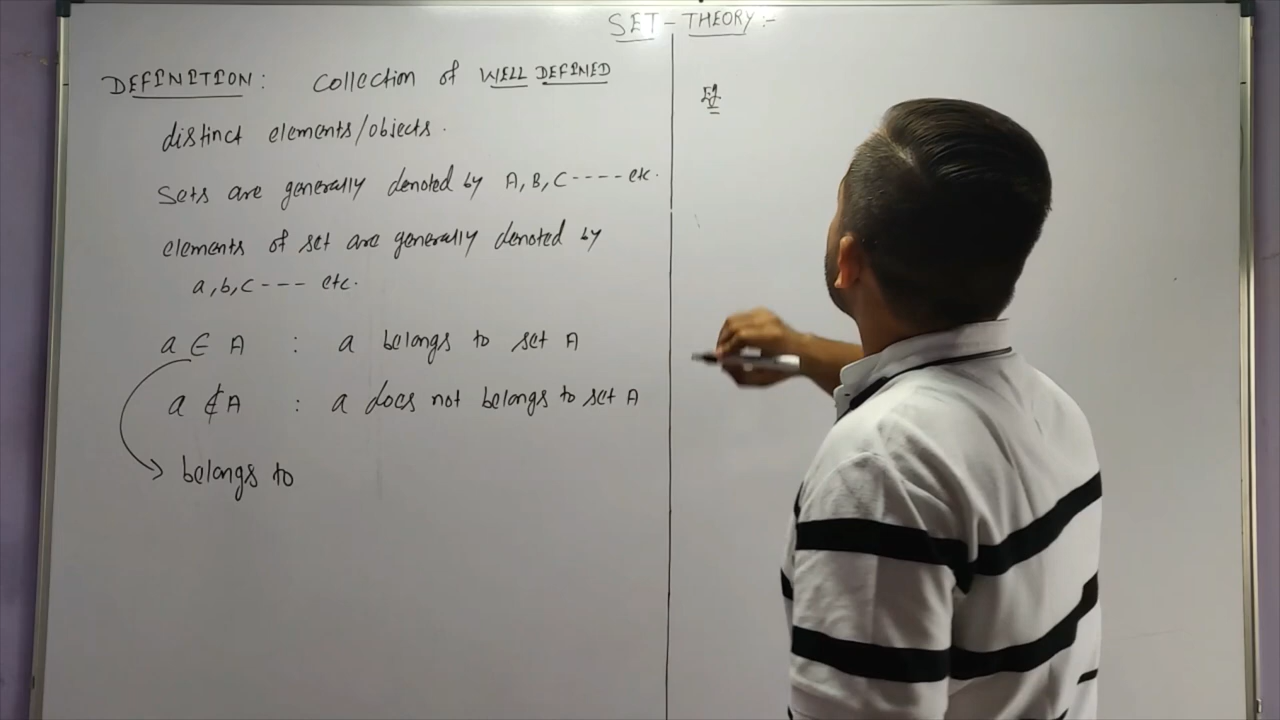 SET - THEORY :-
DEFINITION : Collection of WELL DEFINED
distinct elements/objects.
Sets are generally denoted by A, B, C ---- etc.
elements of set are generally denoted by
a, b, c --- etc.
a ∈ A : a belongs to set A
a ∉ A : a does not belongs to set A
belongs to
Eg